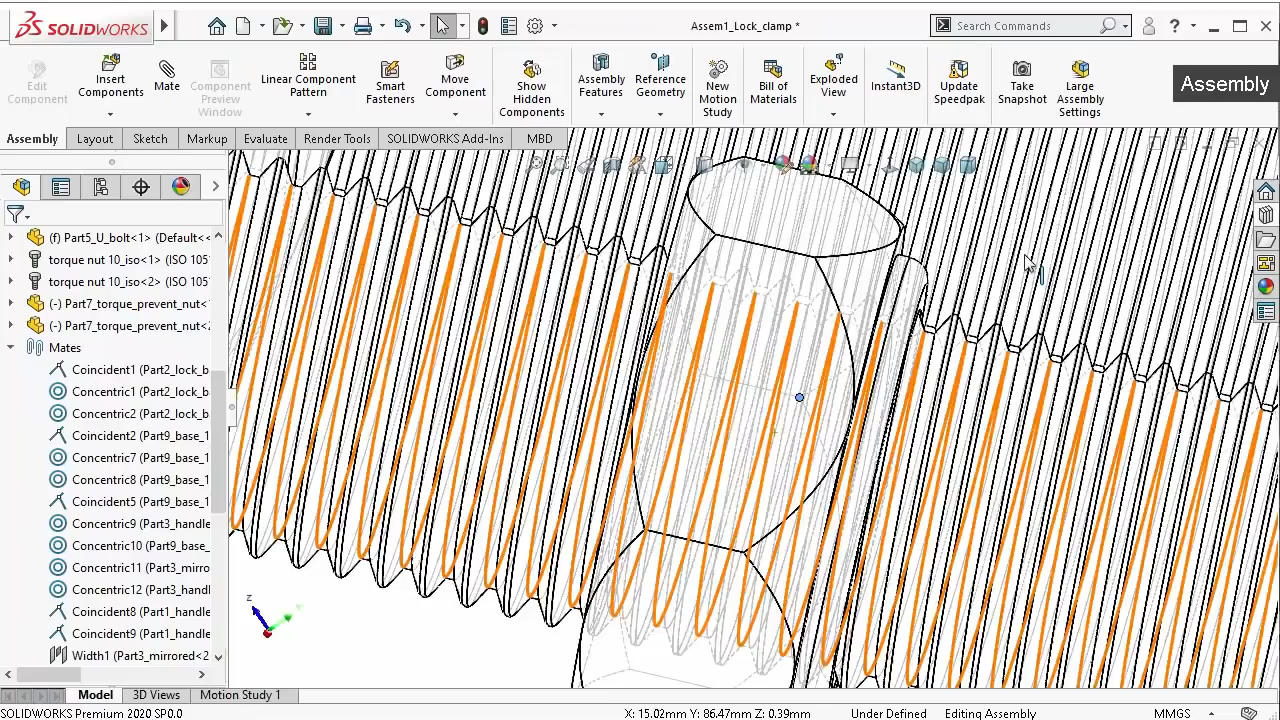 SOLIDWORKS
Assem1_Lock_clamp *
Search Commands
?
Edit Component
Insert Components
Mate
Component Preview Window
Linear Component Pattern
Smart Fasteners
Move Component
Show Hidden Components
Assembly Features
Reference Geometry
New Motion Study
Bill of Materials
Exploded View
Instant3D
Update Speedpak
Take Snapshot
Large Assembly Settings
Assembly
Assembly Layout Sketch Markup Evaluate Render Tools SOLIDWORKS Add-Ins MBD
(f) Part5_U_bolt<1> (Default<<
torque nut 10_iso<1> (ISO 105
torque nut 10_iso<2> (ISO 105
(-) Part7_torque_prevent_nut<
(-) Part7_torque_prevent_nut<2
Mates
Coincident1 (Part2_lock_b
Concentric1 (Part2_lock_b
Concentric2 (Part2_lock_b
Coincident2 (Part9_base_1
Concentric7 (Part9_base_1
Concentric8 (Part9_base_1
Coincident5 (Part9_base_1
Concentric9 (Part3_handle
Concentric10 (Part9_base_
Concentric11 (Part3_mirro
Concentric12 (Part3_handl
Coincident8 (Part1_handle
Coincident9 (Part1_handle
Width1 (Part3_mirrored<2
z
Model 3D Views Motion Study 1
SOLIDWORKS Premium 2020 SP0.0 X: 15.02mm Y: 86.47mm Z: 0.39mm Under Defined Editing Assembly MMGS